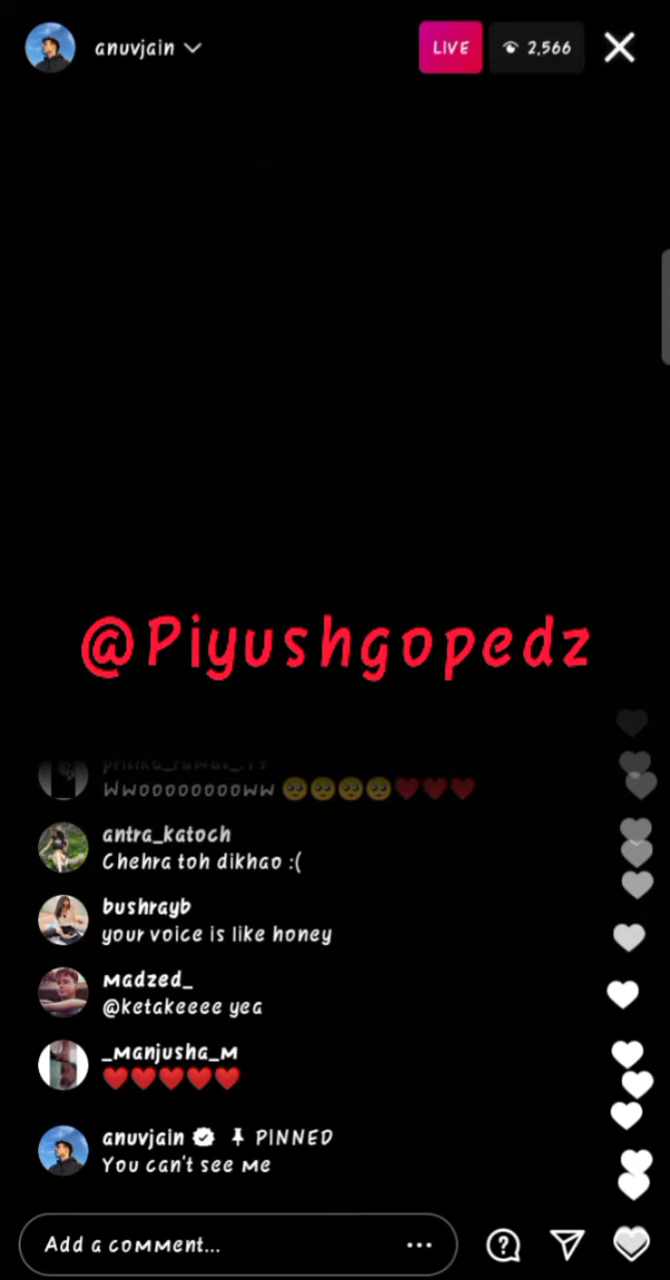 anuvjain
LIVE
2,566
@Piyushgopedz
Wwooooooooww 🥺🥺🥺🥺❤️❤️❤️
antra_katoch
Chehra toh dikhao :(
bushrayb
your voice is like honey
madzed_
@ketakeeee yea
_manjusha_m
❤️❤️❤️❤️❤️
anuvjain PINNED
You can't see me
Add a comment...